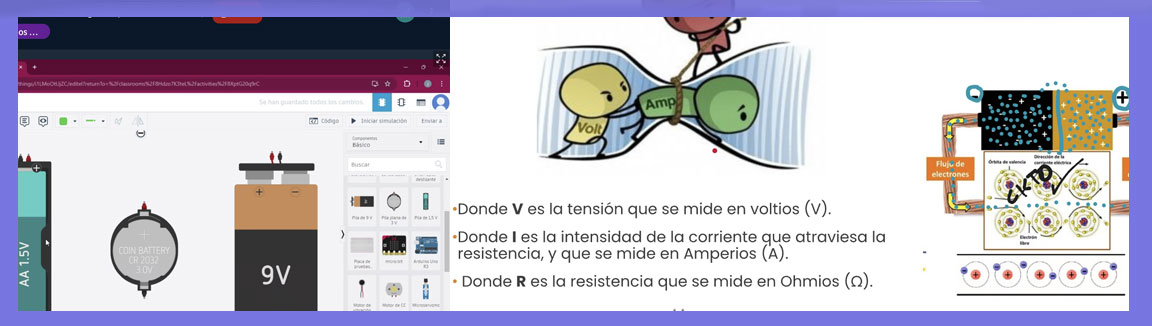 os ...
Se han guardado todos los cambios.
Código
Iniciar simulación
Enviar a
Componentes
Básico
Buscar
AA 1.5V
COIN BATTERY
CR 2032
3.0V
9V
Pila de 9 V
Pila plana de
3 V
Pila de 1,5 V
Placa de
pruebas...
micro:bit
Arduino Uno
R3
Motor de
Motor de CC
Microservomo
Volt
Amp
•Donde V es la tensión que se mide en voltios (V).
•Donde I es la intensidad de la corriente que atraviesa la
resistencia, y que se mide en Amperios (A).
• Donde R es la resistencia que se mide en Ohmios (Ω).
- +
Flujo de
electrones
Órbita de valencia
Dirección de la
corriente eléctrica
Electrón
libre